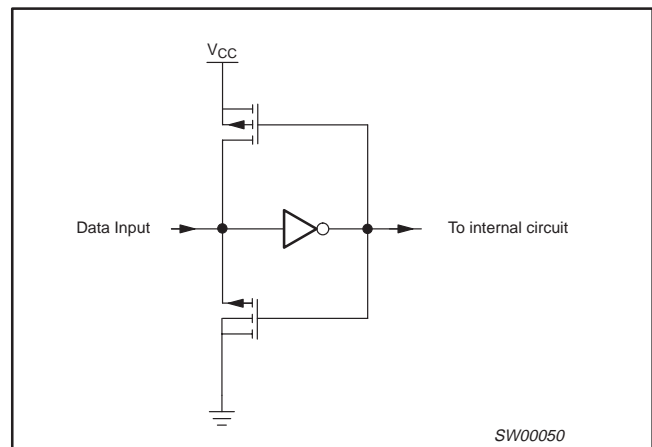 VCC
Data Input
To internal circuit
SW00050